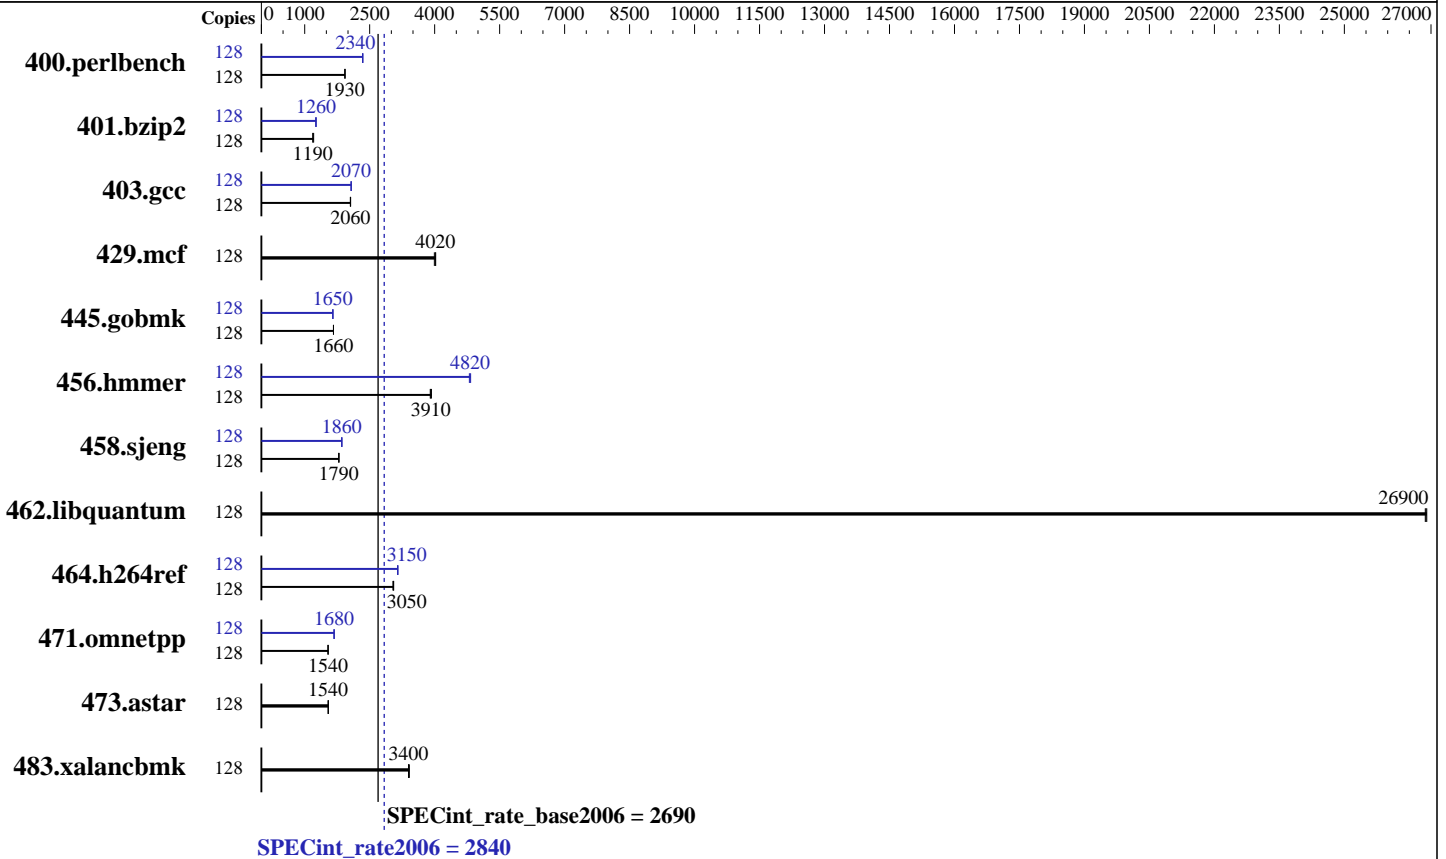 Copies 0 1000 2500 4000 5500 7000 8500 10000 11500 13000 14500 16000 17500 19000 20500 22000 23500 25000 27000
2340
400.perlbench 128
128
1930
1260
401.bzip2 128
128
1190
2070
403.gcc 128
128
2060
4020
429.mcf 128
1650
445.gobmk 128
128
1660
4820
456.hmmer 128
128
3910
1860
458.sjeng 128
128
1790
26900
462.libquantum 128
3150
464.h264ref 128
128
3050
1680
471.omnetpp 128
128
1540
1540
473.astar 128
3400
483.xalancbmk 128
SPECint_rate_base2006 = 2690
SPECint_rate2006 = 2840